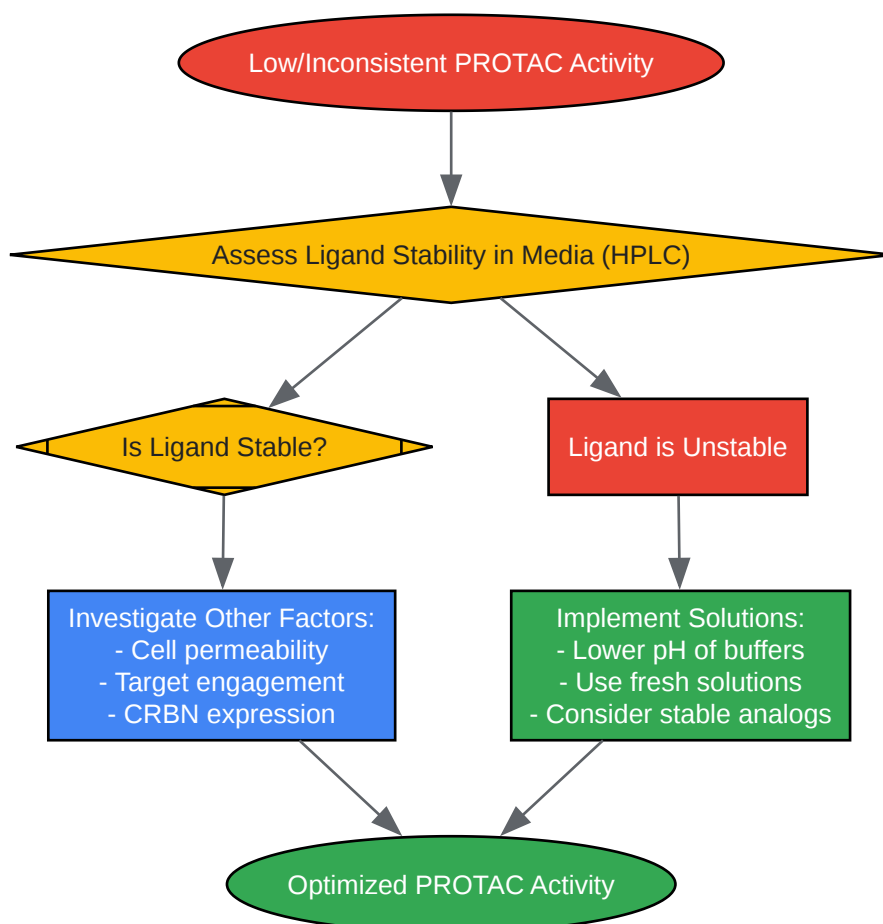 Low/Inconsistent PROTAC Activity
Assess Ligand Stability in Media (HPLC)
Is Ligand Stable?
Ligand is Unstable
Investigate Other Factors:
- Cell permeability
- Target engagement
- CRBN expression
Implement Solutions:
- Lower pH of buffers
- Use fresh solutions
- Consider stable analogs
Optimized PROTAC Activity